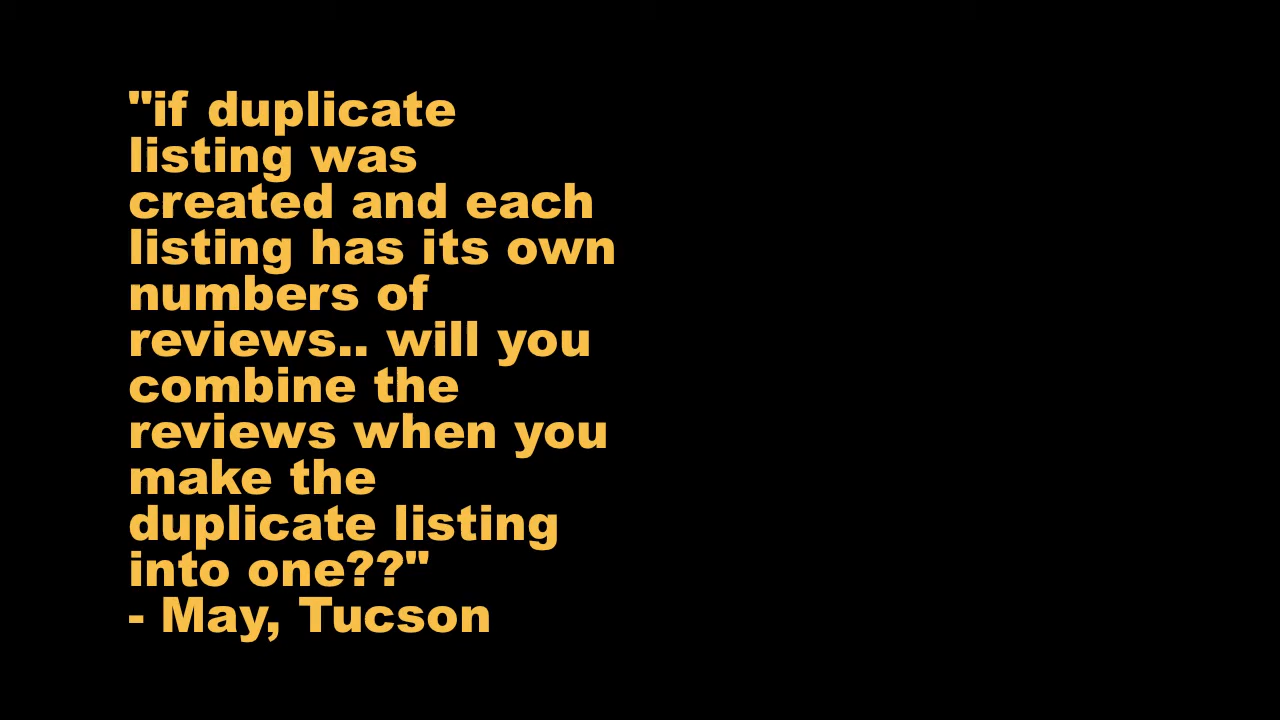 "if duplicate
listing was
created and each
listing has its own
numbers of
reviews.. will you
combine the
reviews when you
make the
duplicate listing
into one??"
- May, Tucson